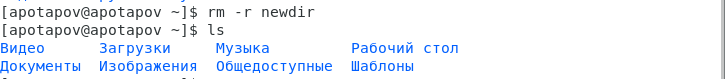 [apotapov@apotapov ~]$ rm -r newdir
[apotapov@apotapov ~]$ ls
Видео Загрузки Музыка Рабочий стол
Документы Изображения Общедоступные Шаблоны